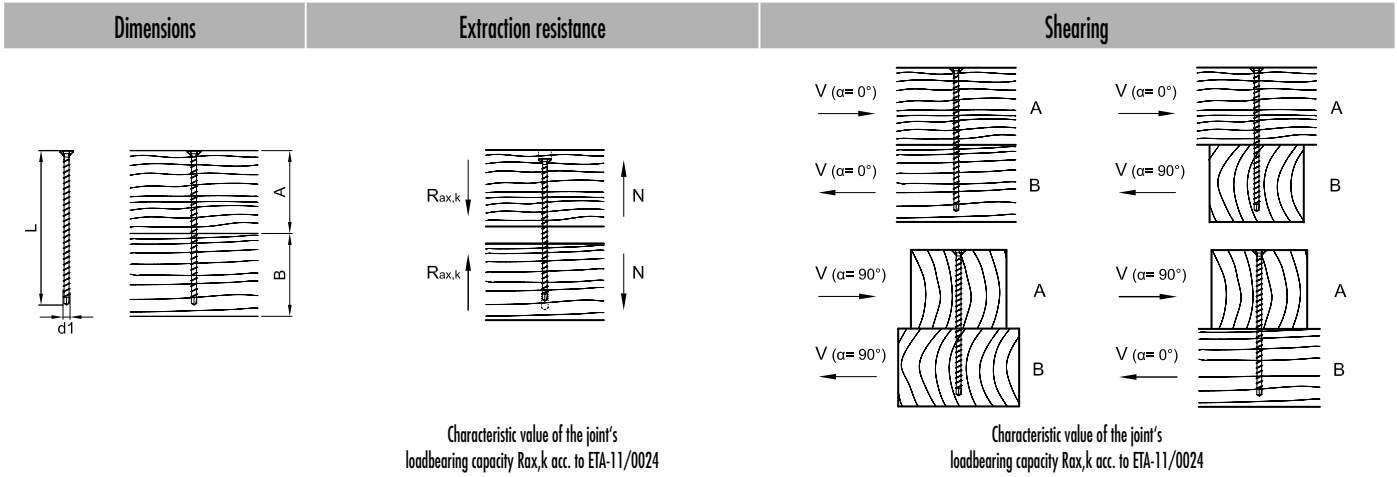 Dimensions
Extraction resistance
Shearing
L
d1
A
B
Rax,k
N
Rax,k
N
Characteristic value of the joint‘s
loadbearing capacity Rax,k acc. to ETA-11/0024
V (α= 0°)
A
V (α= 0°)
B
V (α= 0°)
A
V (α= 90°)
B
V (α= 90°)
A
V (α= 90°)
B
V (α= 90°)
A
V (α= 0°)
B
Characteristic value of the joint‘s
loadbearing capacity Rax,k acc. to ETA-11/0024